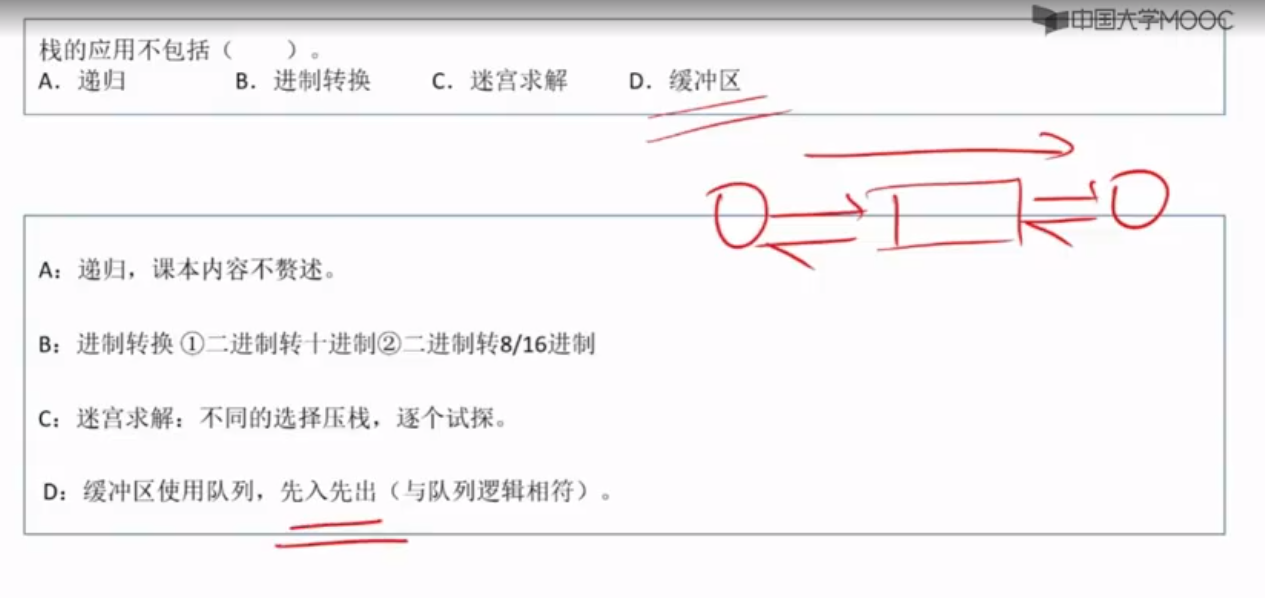 中国大学MOOC
栈的应用不包括（　　）。
A．递归　　B．进制转换　　C．迷宫求解　　D．缓冲区
A：递归，课本内容不赘述。
B：进制转换 ①二进制转十进制②二进制转8/16进制
C：迷宫求解：不同的选择压栈，逐个试探。
D：缓冲区使用队列，先入先出（与队列逻辑相符）。